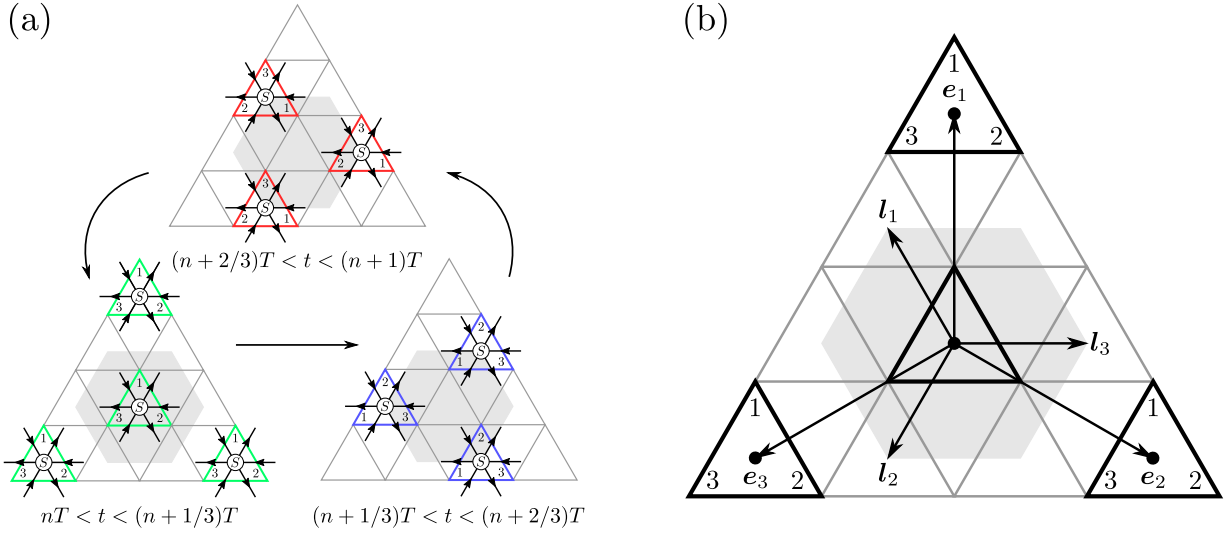 (a)
3
S
2 1
3
S
2 1
3
S
2 1
(n + 2/3)T < t < (n + 1)T
1
S
3 2
1
S
3 2
1
S
3 2
1
S
3 2
nT < t < (n + 1/3)T
2
S
1 3
2
S
1 3
2
S
1 3
(n + 1/3)T < t < (n + 2/3)T
(b)
1
e₁
3 2
l₁
l₃
l₂
1
3 2
e₃
1
3 2
e₂